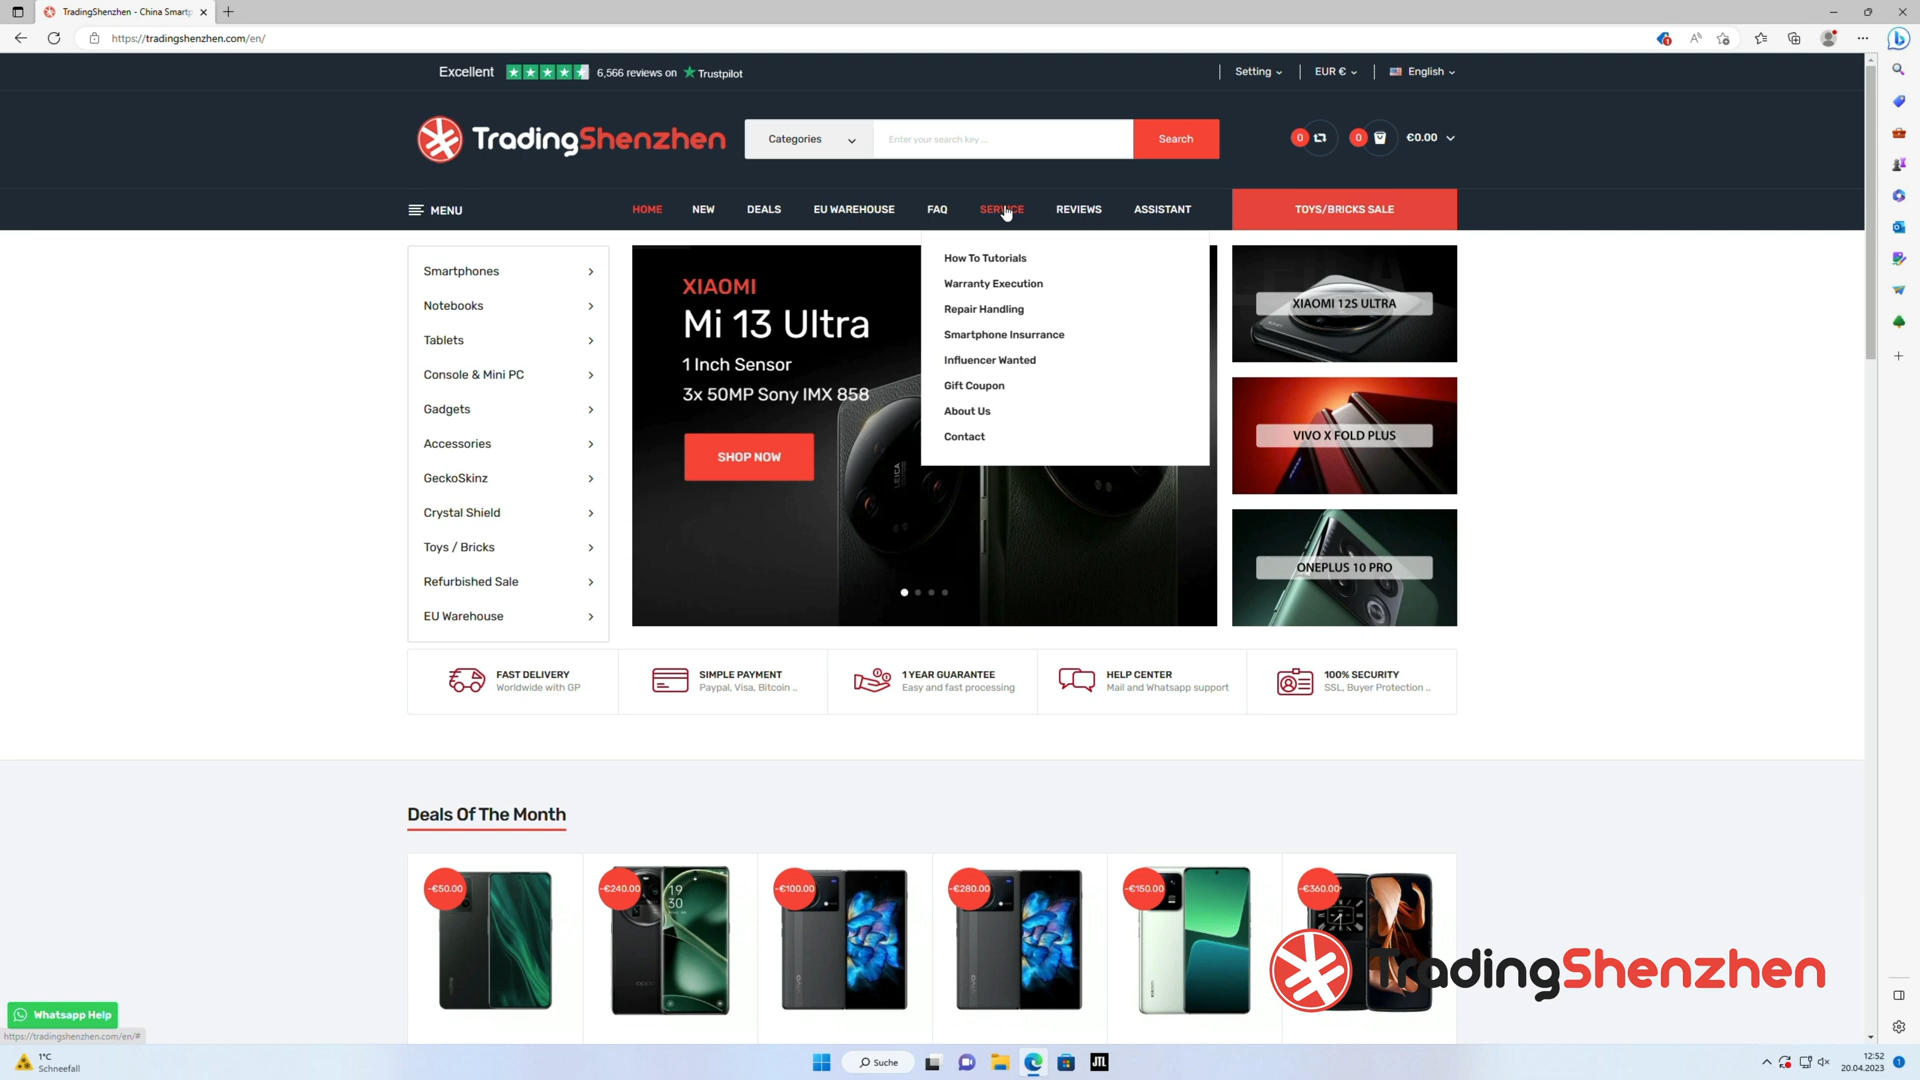 TradingShenzhen - China Smartp
https://tradingshenzhen.com/en/
Excellent 6,566 reviews on Trustpilot
Setting EUR € English
TradingShenzhen
Categories Enter your search key ... Search
0 0 €0.00
MENU HOME NEW DEALS EU WAREHOUSE FAQ SERVICE REVIEWS ASSISTANT TOYS/BRICKS SALE
Smartphones
Notebooks
Tablets
Console & Mini PC
Gadgets
Accessories
GeckoSkinz
Crystal Shield
Toys / Bricks
Refurbished Sale
EU Warehouse
XIAOMI
Mi 13 Ultra
1 Inch Sensor
3x 50MP Sony IMX 858
SHOP NOW
LEICA
How To Tutorials
Warranty Execution
Repair Handling
Smartphone Insurrance
Influencer Wanted
Gift Coupon
About Us
Contact
XIAOMI 12S ULTRA
VIVO X FOLD PLUS
ONEPLUS 10 PRO
FAST DELIVERY
Worldwide with GP
SIMPLE PAYMENT
Paypal, Visa, Bitcoin ..
1 YEAR GUARANTEE
Easy and fast processing
HELP CENTER
Mail and Whatsapp support
100% SECURITY
SSL, Buyer Protection ..
Deals Of The Month
-€50.00 -€240.00 -€100.00 -€280.00 -€150.00 -€360.00
19
30
TradingShenzhen
Whatsapp Help
https://tradingshenzhen.com/en/#
1°C
Schneefall
Suche
JTL
12:52
20.04.2023
1